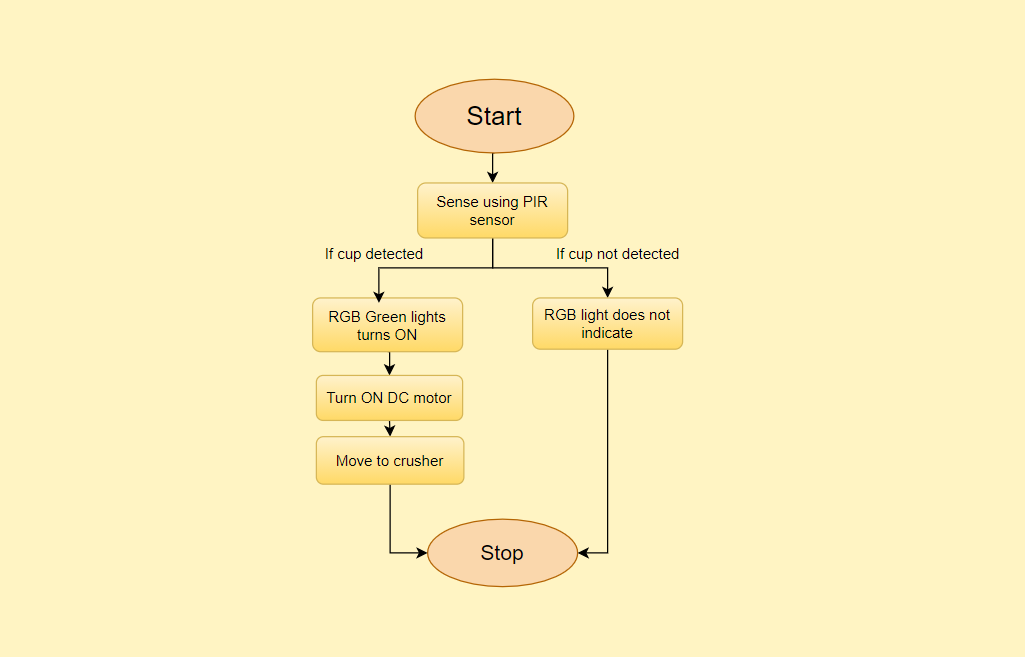 Start
Sense using PIR
sensor
If cup detected
If cup not detected
RGB Green lights
turns ON
RGB light does not
indicate
Turn ON DC motor
Move to crusher
Stop